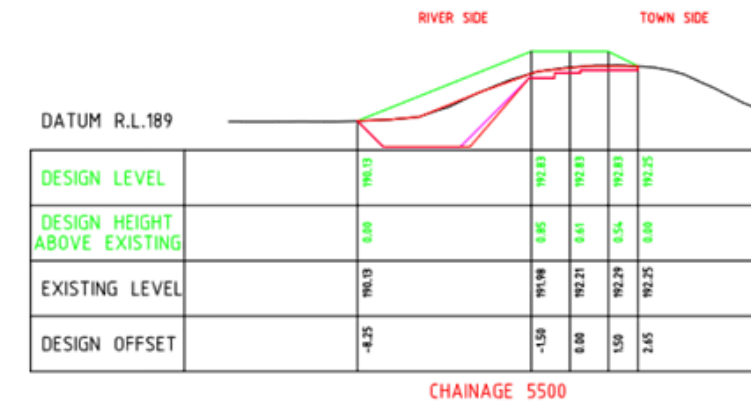 RIVER SIDE TOWN SIDE
DATUM R.L.189
DESIGN LEVEL 190.13 192.83 192.83 192.83 192.25
DESIGN HEIGHT
ABOVE EXISTING 0.00 0.85 0.61 0.54 0.00
EXISTING LEVEL 190.13 191.98 192.21 192.29 192.25
DESIGN OFFSET -8.25 -1.50 0.00 1.50 2.65
CHAINAGE 5500